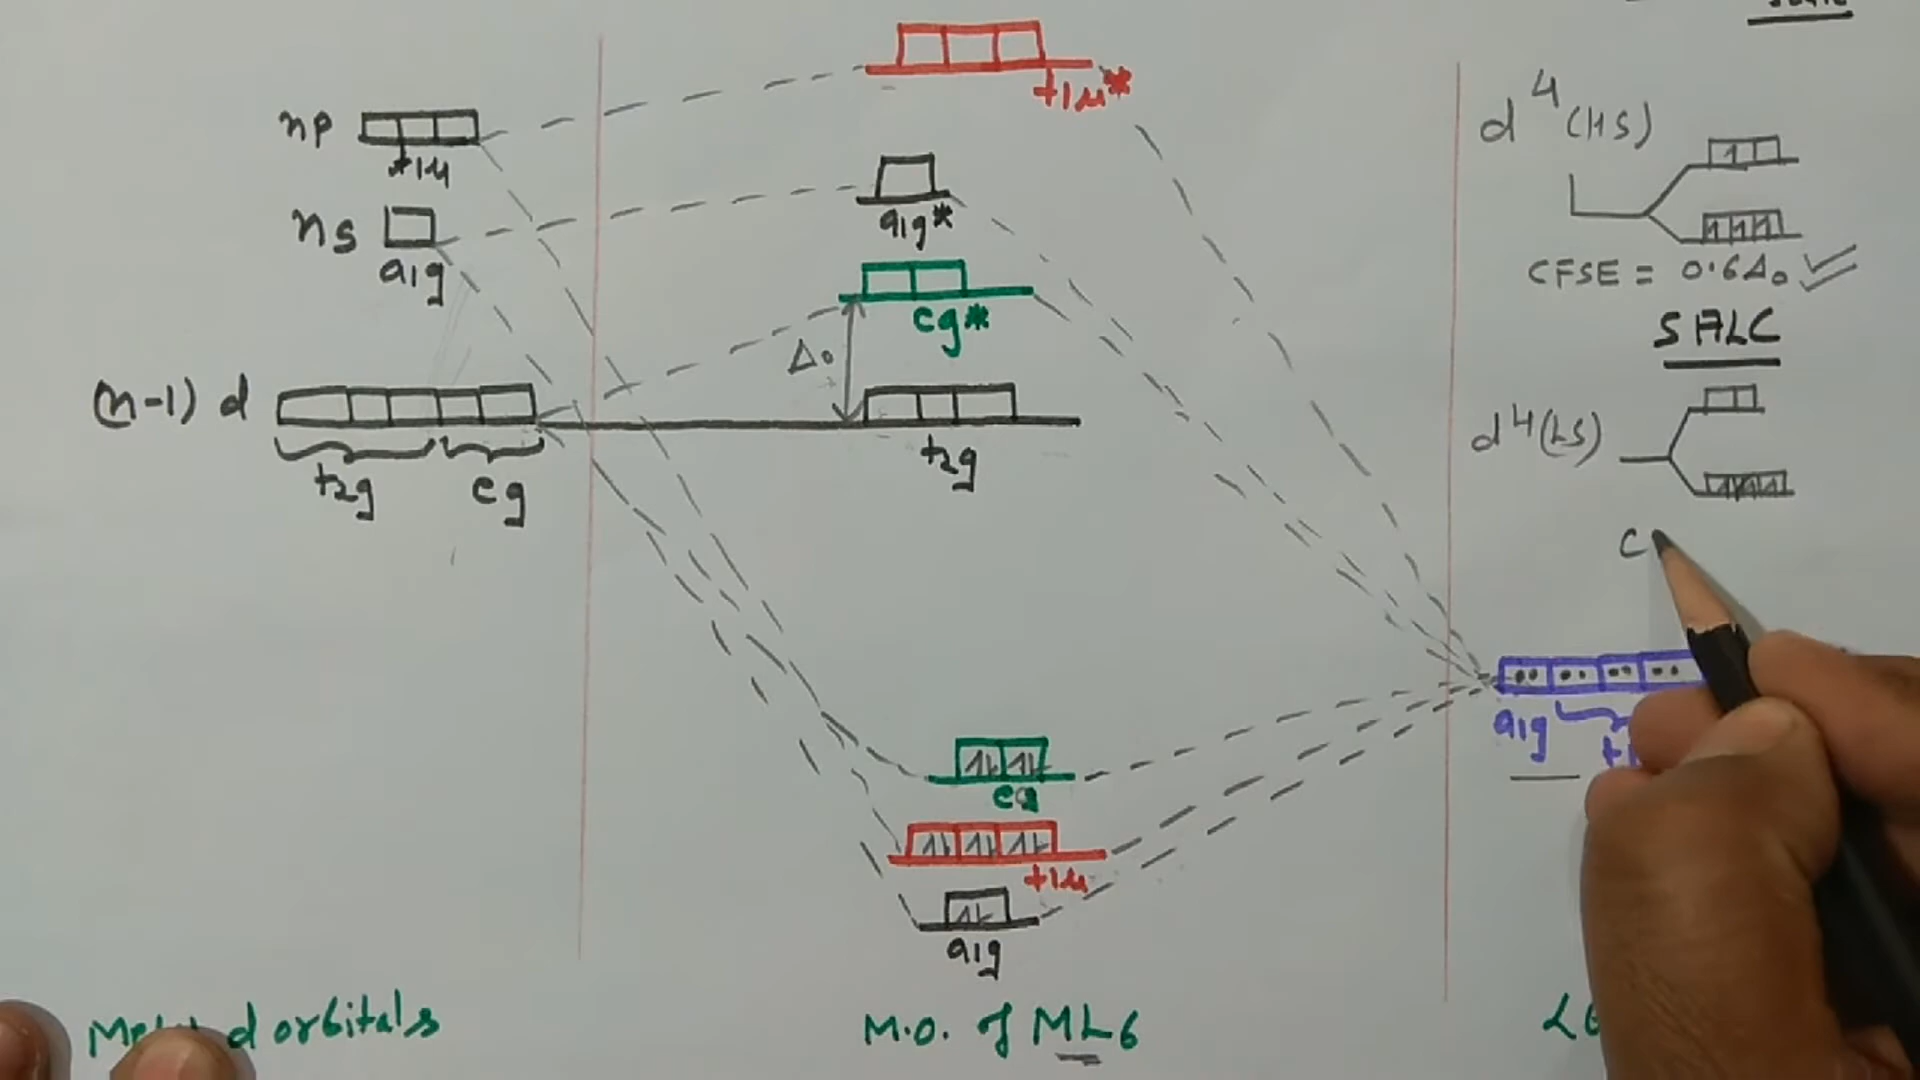 t1u*
np
t1u
d4 (HS)
ns
a1g
a1g*
CFSE = 0.6Δo
eg*
Δo
SALC
(n-1) d
t2g
eg
t2g
d4 (LS)
C
a1g
eg
t1u
a1g
d orbitals
M.O. of ML6